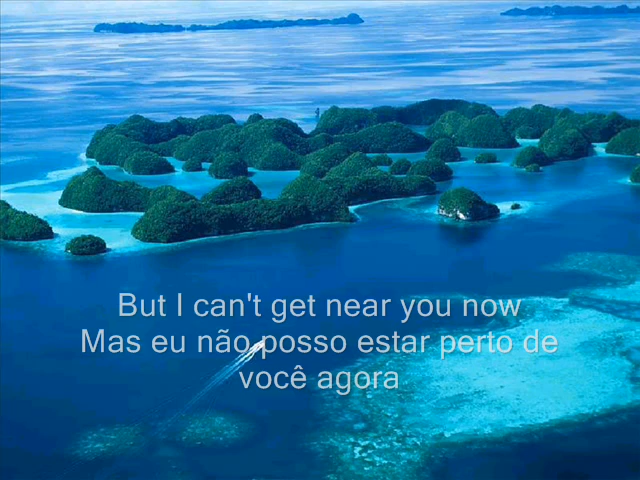 But I can't get near you now
Mas eu não posso estar perto de
você agora